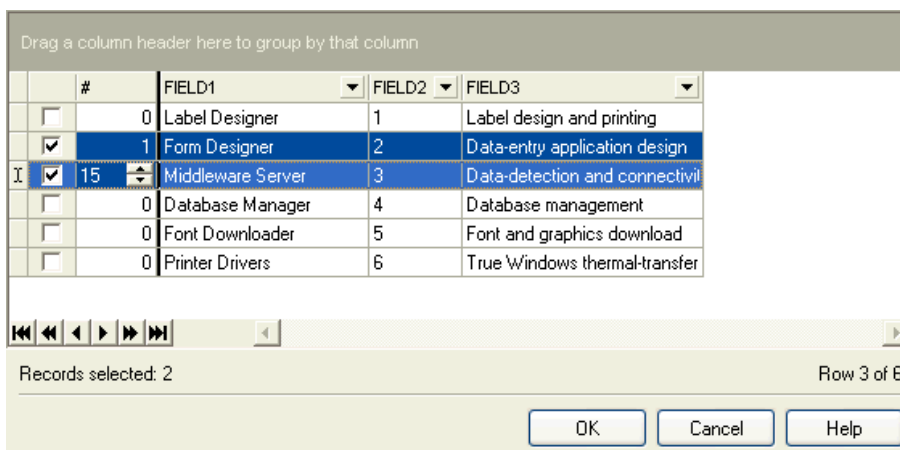 Drag a column header here to group by that column
# FIELD1 FIELD2 FIELD3
0 Label Designer 1 Label design and printing
1 Form Designer 2 Data-entry application design
15 Middleware Server 3 Data-detection and connectivit
0 Database Manager 4 Database management
0 Font Downloader 5 Font and graphics download
0 Printer Drivers 6 True Windows thermal-transfer
Records selected: 2 Row 3 of 6
OK Cancel Help